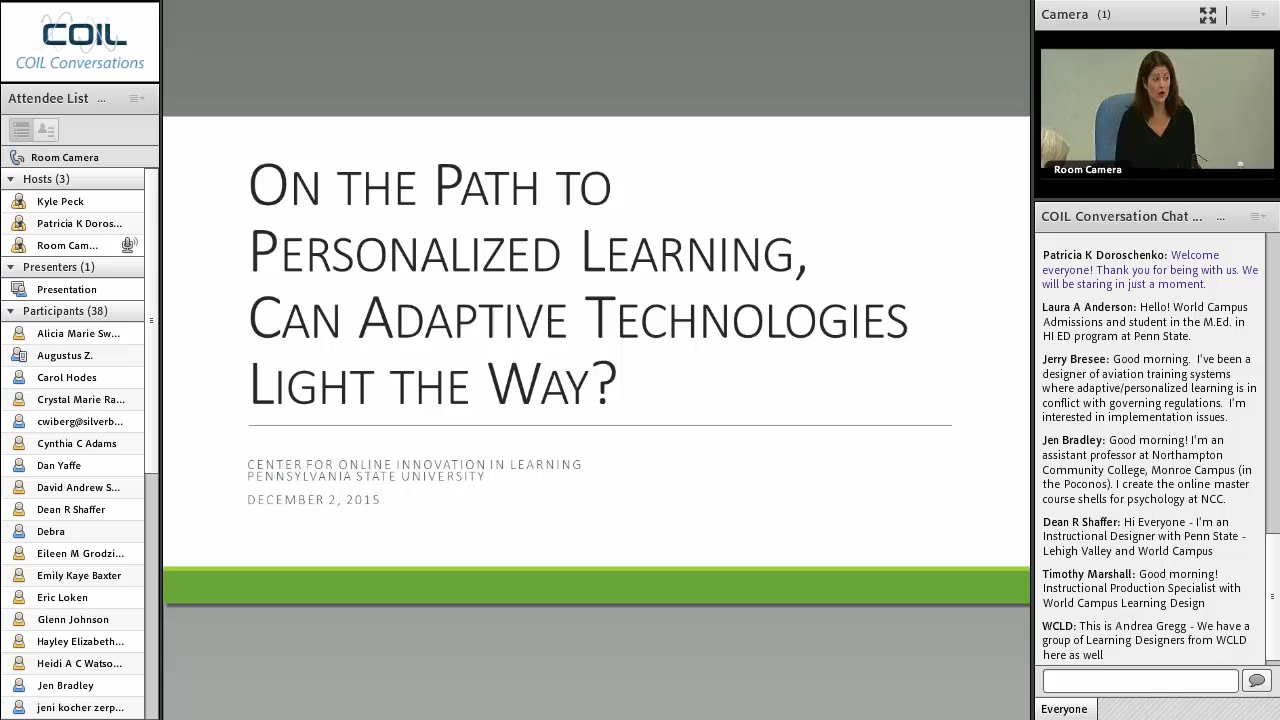 COIL
COIL Conversations
Attendee List ...
Room Camera
Hosts (3)
Kyle Peck
Patricia K Doros...
Room Cam...
Presenters (1)
Presentation
Participants (38)
Alicia Marie Sw...
Augustus Z.
Carol Hodes
Crystal Marie Ra...
cwiberg@silverb...
Cynthia C Adams
Dan Yaffe
David Andrew S...
Dean R Shaffer
Debra
Eileen M Grodzi...
Emily Kaye Baxter
Eric Loken
Glenn Johnson
Hayley Elizabeth...
Heidi A C Watso...
Jen Bradley
jeni kocher zerp...
On the Path to
Personalized Learning,
Can Adaptive Technologies
Light the Way?
CENTER FOR ONLINE INNOVATION IN LEARNING
PENNSYLVANIA STATE UNIVERSITY
DECEMBER 2, 2015
Camera (1)
Room Camera
COIL Conversation Chat ... ...
Patricia K Doroschenko: Welcome
everyone! Thank you for being with us. We
will be staring in just a moment.
Laura A Anderson: Hello! World Campus
Admissions and student in the M.Ed. in
HI ED program at Penn State.
Jerry Bresee: Good morning. I've been a
designer of aviation training systems
where adaptive/personalized learning is in
conflict with governing regulations. I'm
interested in implementation issues.
Jen Bradley: Good morning! I'm an
assistant professor at Northampton
Community College, Monroe Campus (in
the Poconos). I create the online master
course shells for psychology at NCC.
Dean R Shaffer: Hi Everyone - I'm an
Instructional Designer with Penn State -
Lehigh Valley and World Campus
Timothy Marshall: Good morning!
Instructional Production Specialist with
World Campus Learning Design
WCLD: This is Andrea Gregg - We have a
group of Learning Designers from WCLD
here as well
Everyone